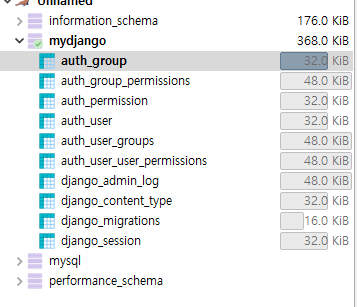 Unnamed
information_schema 176.0 KiB
mydjango 368.0 KiB
auth_group 32.0 KiB
auth_group_permissions 48.0 KiB
auth_permission 32.0 KiB
auth_user 32.0 KiB
auth_user_groups 48.0 KiB
auth_user_user_permissions 48.0 KiB
django_admin_log 48.0 KiB
django_content_type 32.0 KiB
django_migrations 16.0 KiB
django_session 32.0 KiB
mysql
performance_schema